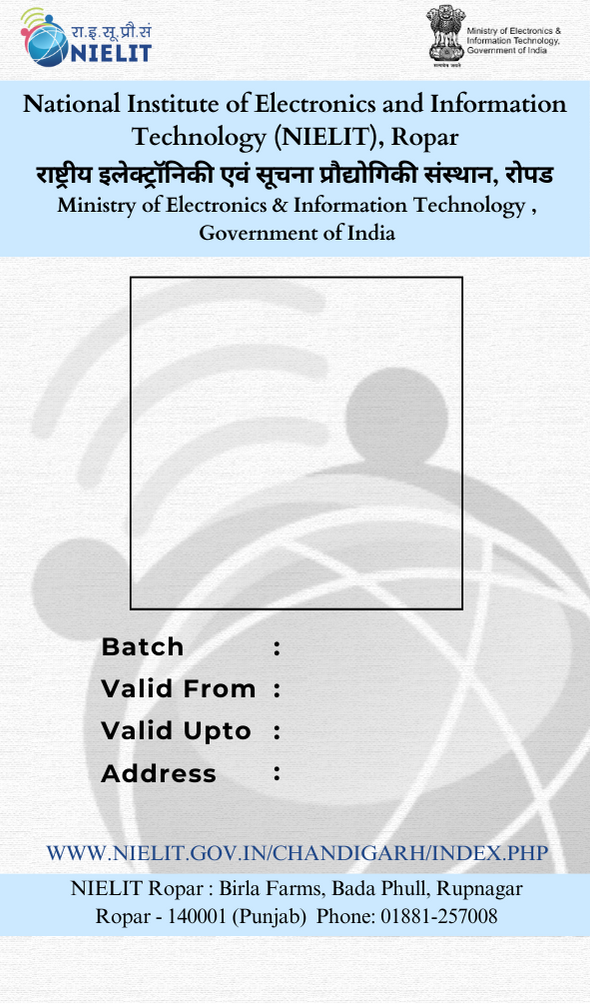 रा.इ.सू.प्रौ.सं
NIELIT
Ministry of Electronics &
Information Technology,
Government of India
सत्यमेव जयते
National Institute of Electronics and Information
Technology (NIELIT), Ropar
राष्ट्रीय इलेक्ट्रॉनिकी एवं सूचना प्रौद्योगिकी संस्थान, रोपड
Ministry of Electronics & Information Technology ,
Government of India
Batch :
Valid From :
Valid Upto :
Address :
WWW.NIELIT.GOV.IN/CHANDIGARH/INDEX.PHP
NIELIT Ropar : Birla Farms, Bada Phull, Rupnagar
Ropar - 140001 (Punjab) Phone: 01881-257008